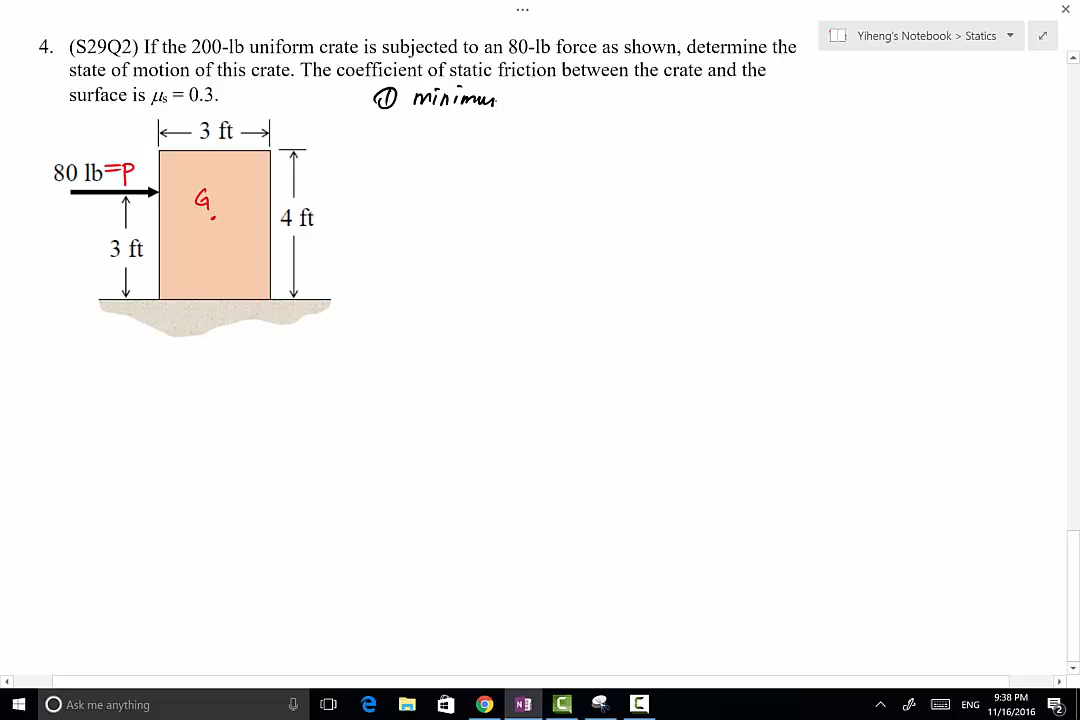 ...
Yiheng's Notebook > Statics
4. (S29Q2) If the 200-lb uniform crate is subjected to an 80-lb force as shown, determine the
state of motion of this crate. The coefficient of static friction between the crate and the
surface is μs = 0.3.
① minimum
3 ft
80 lb=P
G
4 ft
3 ft
Ask me anything
ENG
9:38 PM
11/16/2016
2